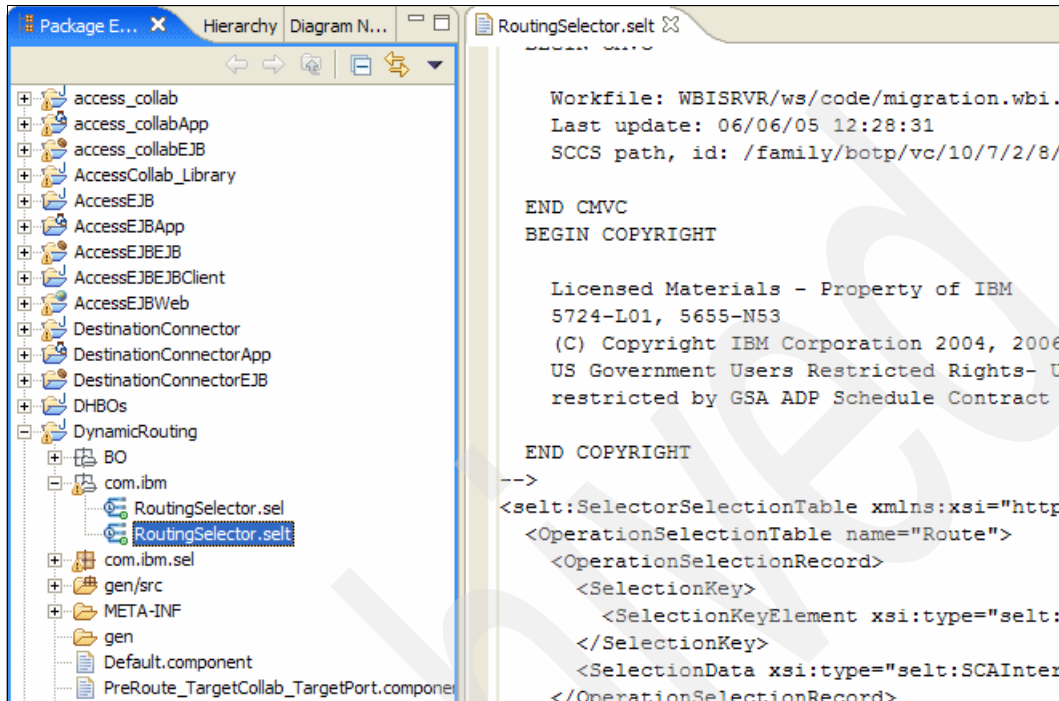 Package E...
Hierarchy
Diagram N...
access_collab
access_collabApp
access_collabEJB
AccessCollab_Library
AccessEJB
AccessEJBApp
AccessEJBEJB
AccessEJBEJBClient
AccessEJBWeb
DestinationConnector
DestinationConnectorApp
DestinationConnectorEJB
DHBOs
DynamicRouting
BO
com.ibm
RoutingSelector.sel
RoutingSelector.selt
com.ibm.sel
gen/src
META-INF
gen
Default.component
PreRoute_TargetCollab_TargetPort.componen
RoutingSelector.selt
Workfile: WBISRVR/ws/code/migration.wbi.
Last update: 06/06/05 12:28:31
SCCS path, id: /family/botp/vc/10/7/2/8/
END CMVC
BEGIN COPYRIGHT
Licensed Materials - Property of IBM
5724-L01, 5655-N53
(C) Copyright IBM Corporation 2004, 2006
US Government Users Restricted Rights- U
restricted by GSA ADP Schedule Contract
END COPYRIGHT
-->
<selt:SelectorSelectionTable xmlns:xsi="http
<OperationSelectionTable name="Route">
<OperationSelectionRecord>
<SelectionKey>
<SelectionKeyElement xsi:type="selt:
</SelectionKey>
<SelectionData xsi:type="selt:SCAInter
</OperationSelectionRecord>